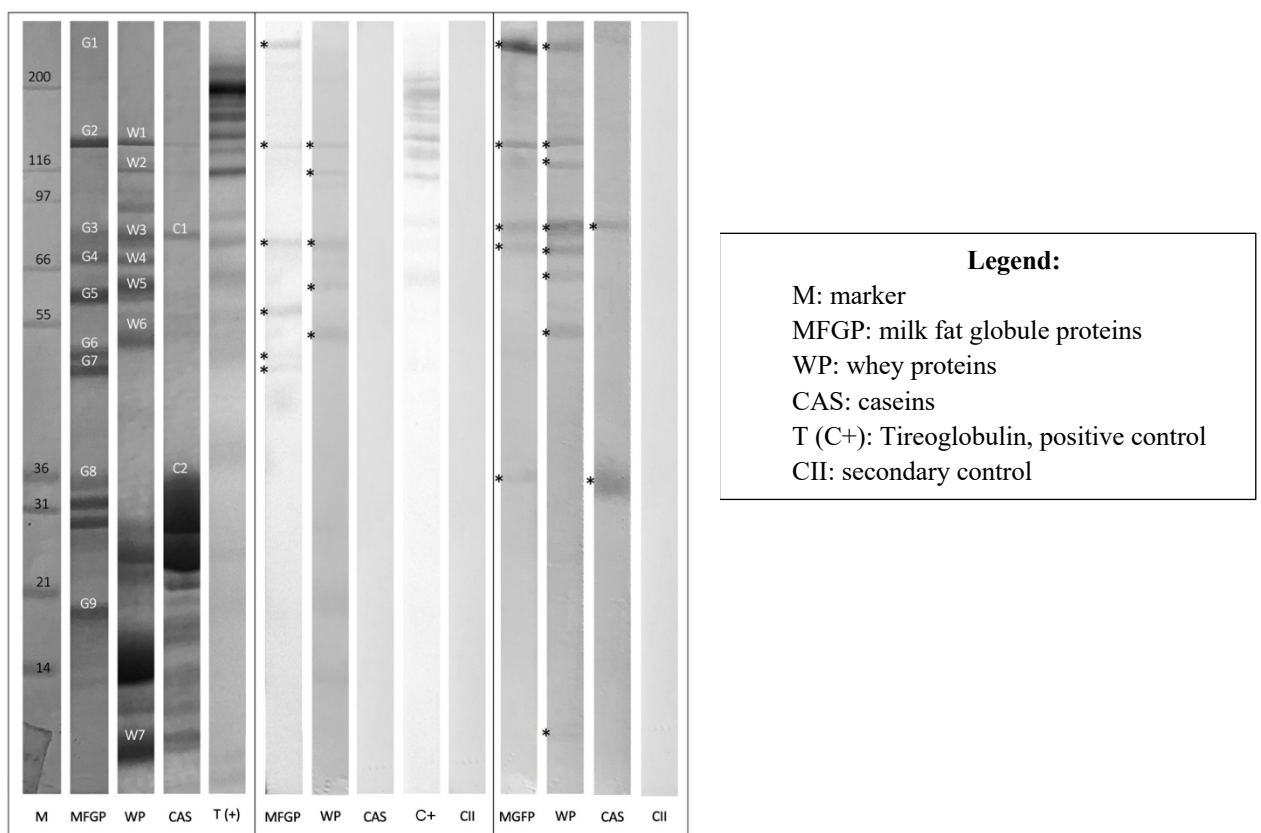 G1
200
G2
W1
116
W2
97
G3
W3
C1
G4
W4
66
G5
W5
55
W6
G6
G7
36
G8
C2
31
21
G9
14
W7
* * * * * *
* * * * *
* * * * *
* * * * * * * *
* *
M MFGP WP CAS T (+) MFGP WP CAS C+ CII MGFP WP CAS CII
Legend:
M: marker
MFGP: milk fat globule proteins
WP: whey proteins
CAS: caseins
T (C+): Tireoglobulin, positive control
CII: secondary control